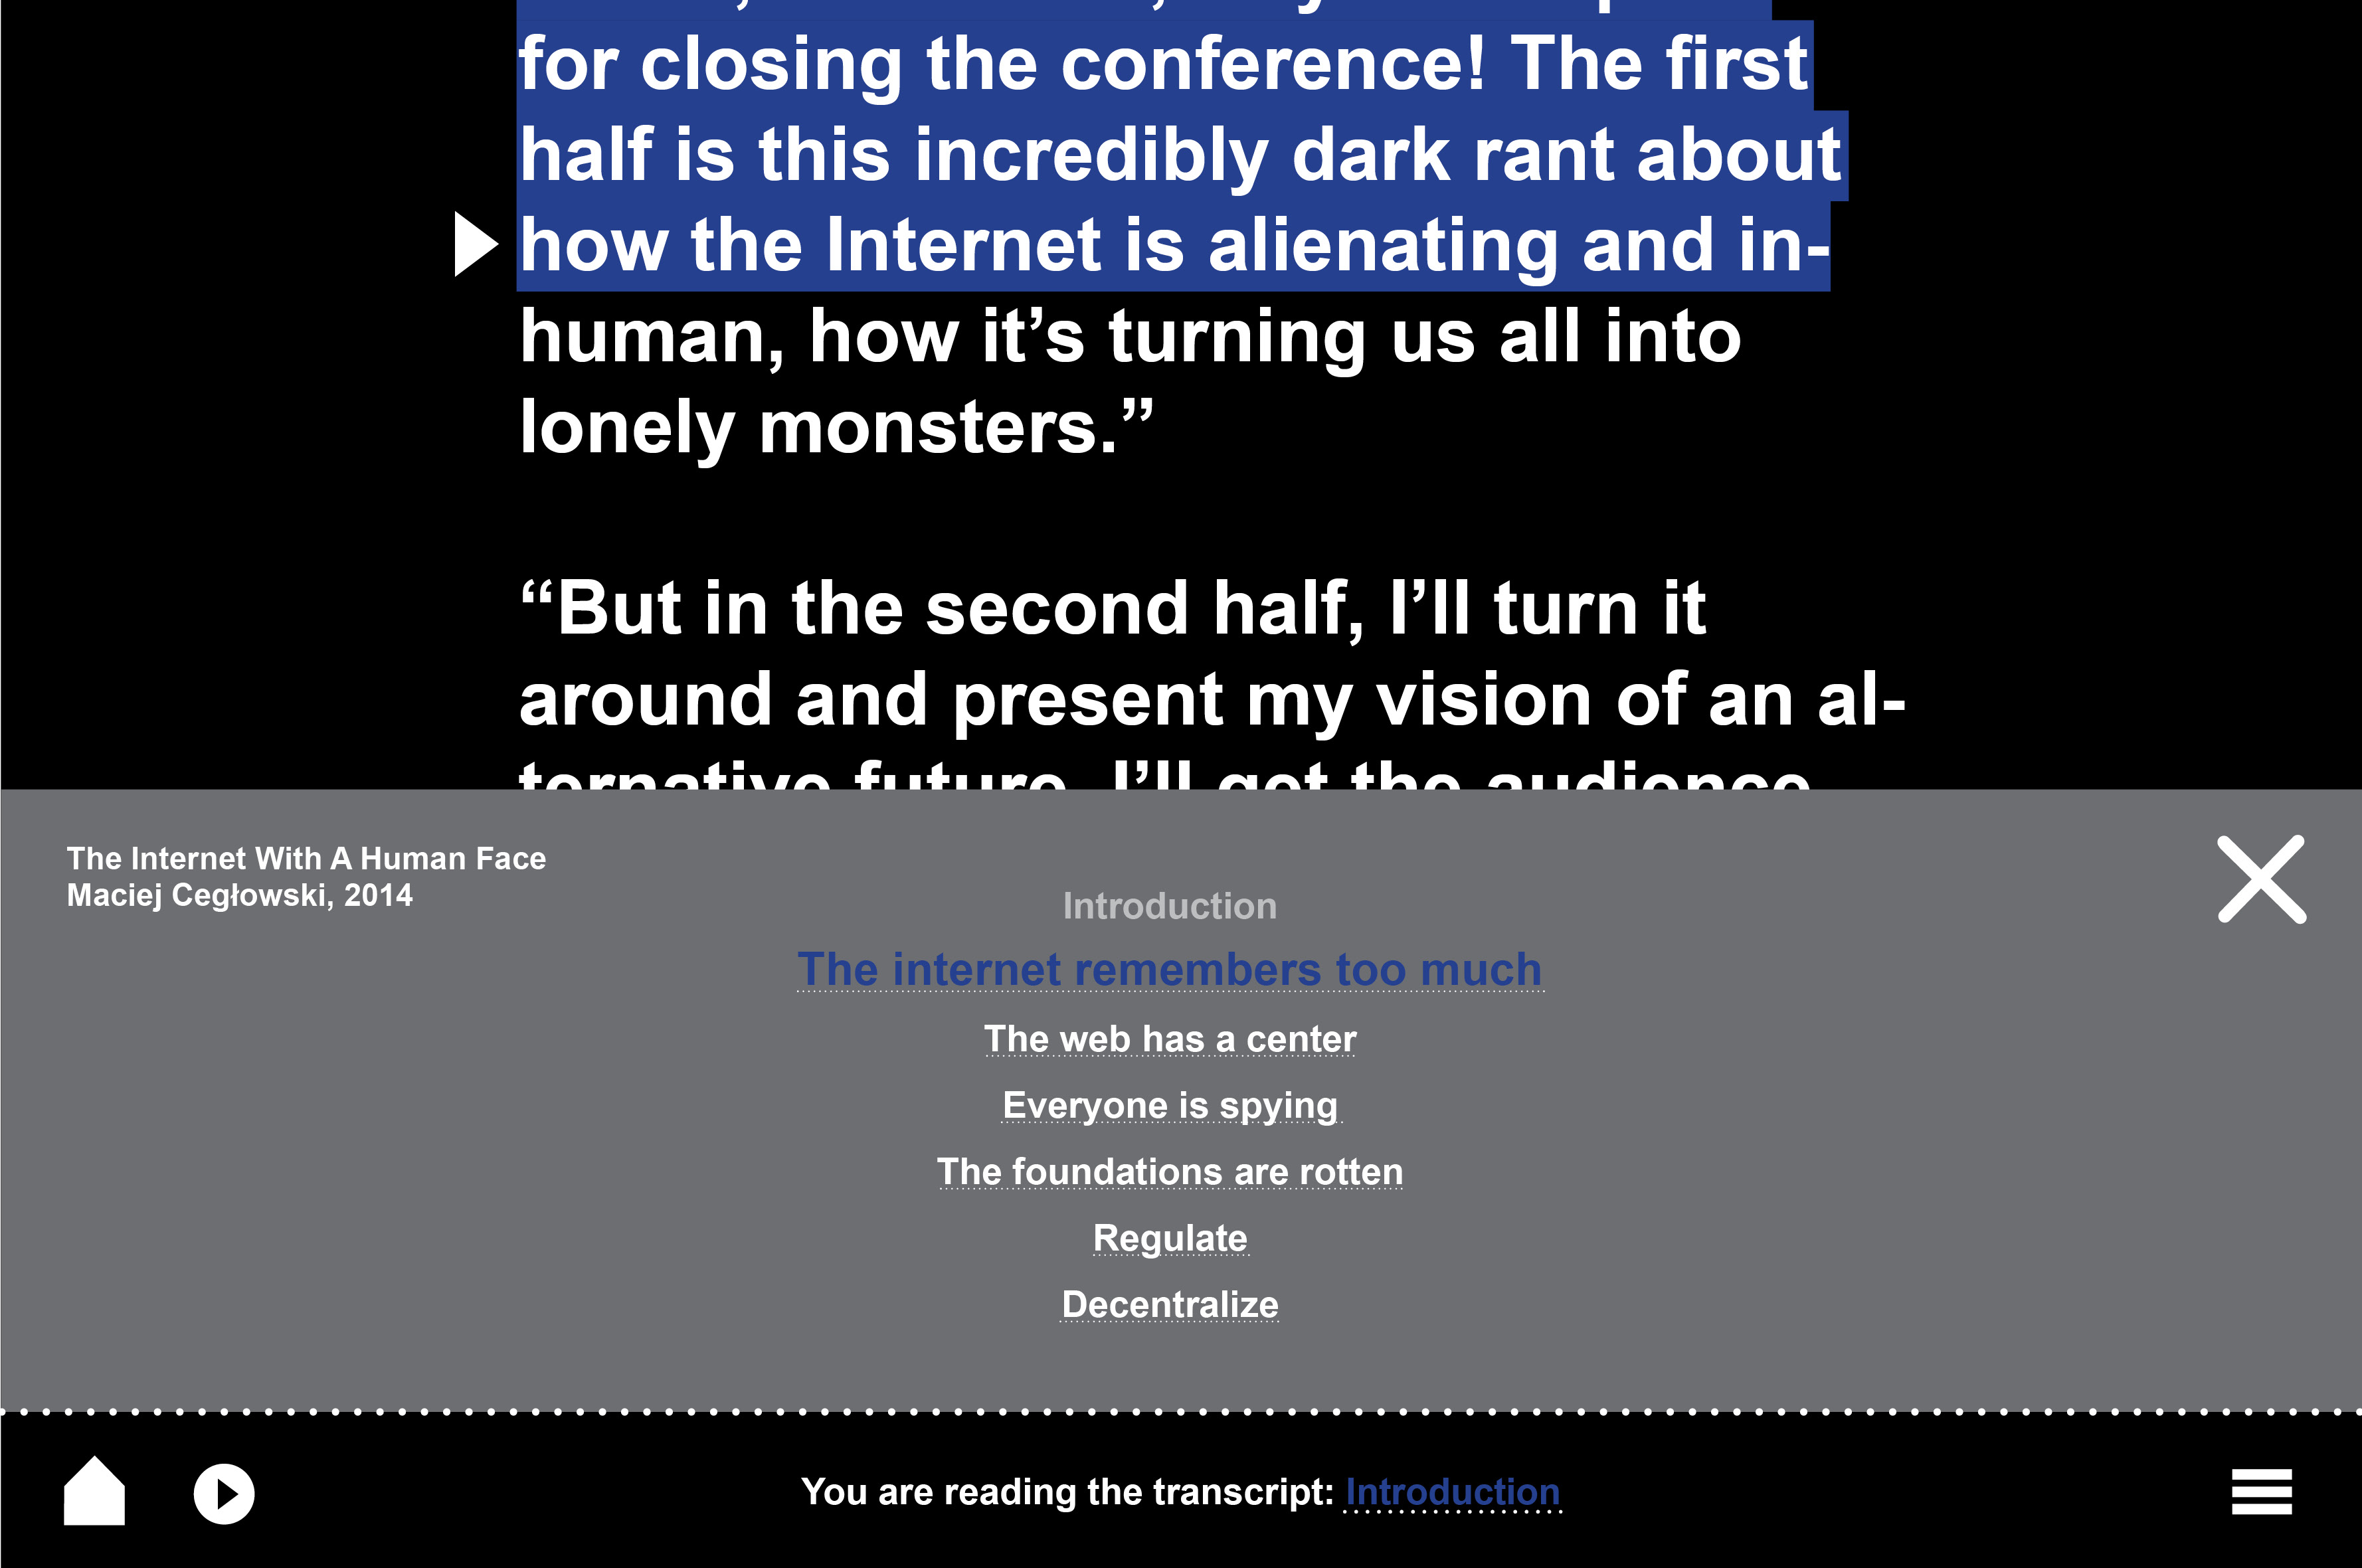 for closing the conference! The first
half is this incredibly dark rant about
how the Internet is alienating and in-
human, how it’s turning us all into
lonely monsters.”
“But in the second half, I’ll turn it
around and present my vision of an al-
ternative future. I’ll get the audience
The Internet With A Human Face
Maciej Cegłowski, 2014
Introduction
The internet remembers too much
The web has a center
Everyone is spying
The foundations are rotten
Regulate
Decentralize
You are reading the transcript: Introduction